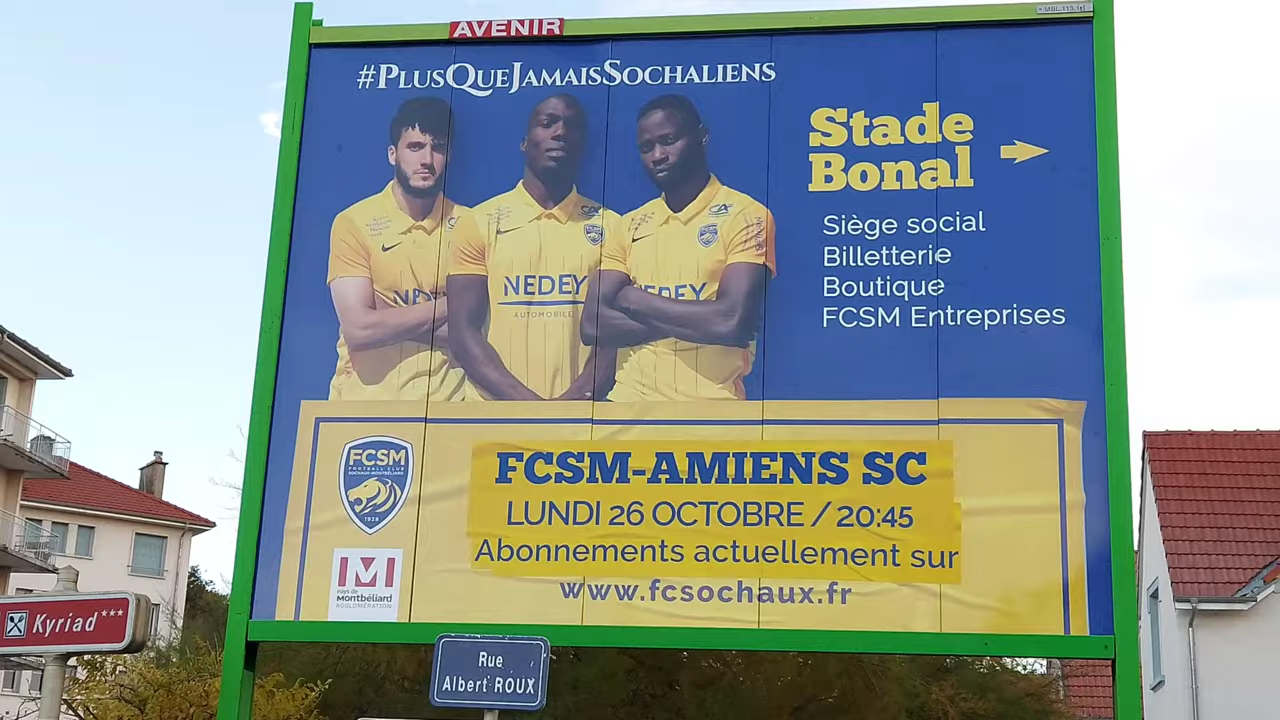 AVENIR
#PlusQueJamaisSochaliens
Stade
Bonal
Siège social
Billetterie
Boutique
FCSM Entreprises
NEDEY
AUTOMOBILE
FCSM
FOOTBALL CLUB
SOCHAUX-MONTBÉLIARD
1928
FCSM-AMIENS SC
LUNDI 26 OCTOBRE / 20:45
Abonnements actuellement sur
www.fcsochaux.fr
Pays de
Montbéliard
AGGLOMÉRATION
Kyriad***
Rue
Albert ROUX